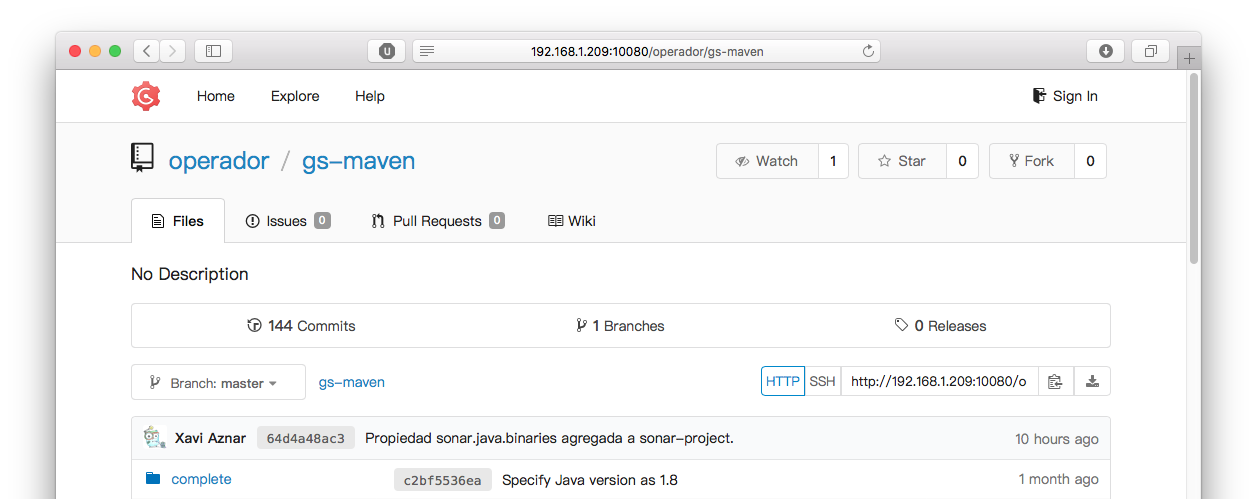 192.168.1.209:10080/operador/gs-maven
Home Explore Help Sign In
operador / gs-maven Watch 1 Star 0 Fork 0
Files Issues 0 Pull Requests 0 Wiki
No Description
144 Commits 1 Branches 0 Releases
Branch: master gs-maven HTTP SSH http://192.168.1.209:10080/o
Xavi Aznar 64d4a48ac3 Propiedad sonar.java.binaries agregada a sonar-project. 10 hours ago
complete c2bf5536ea Specify Java version as 1.8 1 month ago